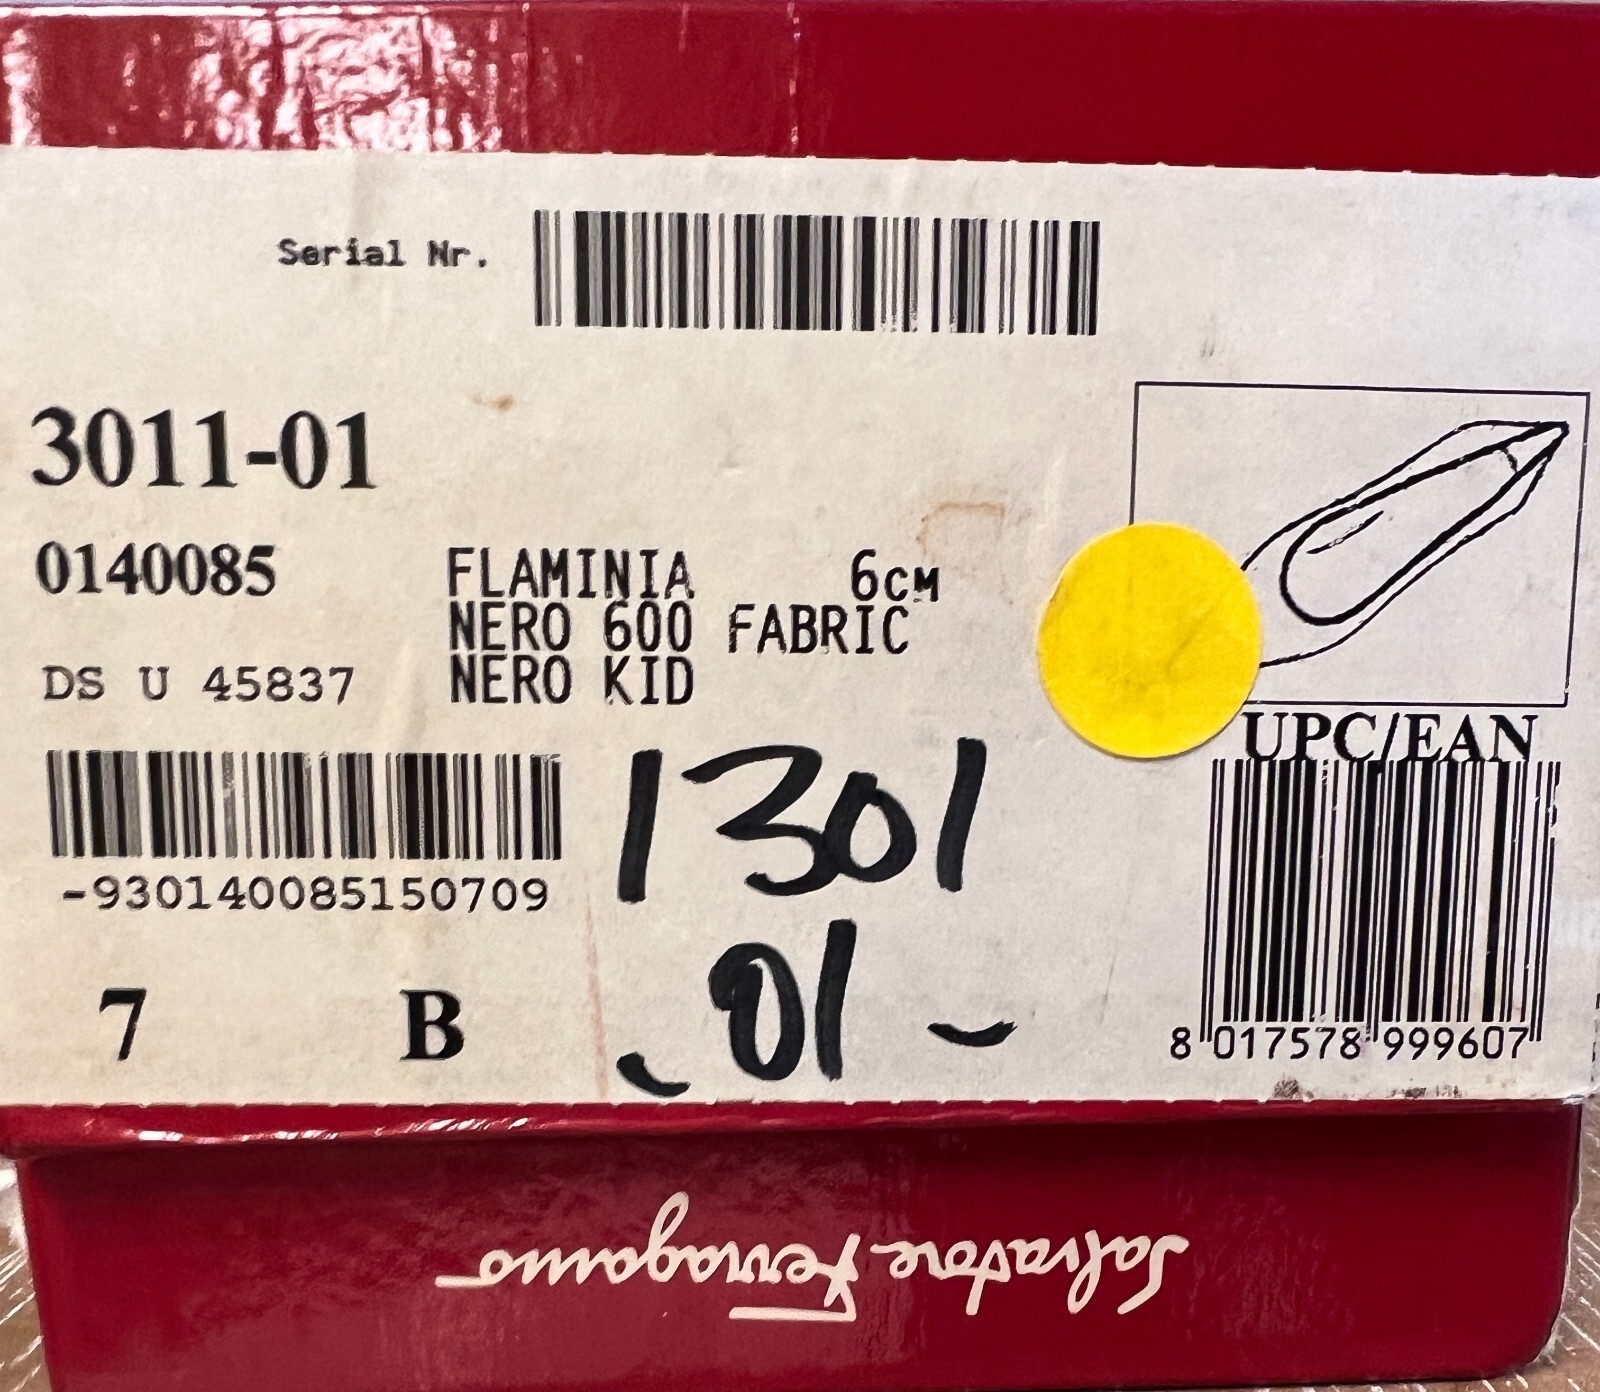 Serial Nr.
3011-01
0140085
FLAMINIA 6CM
NERO 600 FABRIC
DS U 45837
NERO KID
UPC/EAN
1301
-930140085150709
7 B
.01-
8 017578 999607
Salvatore Ferragamo